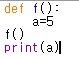 def f():
    a=5
f()
print(a)